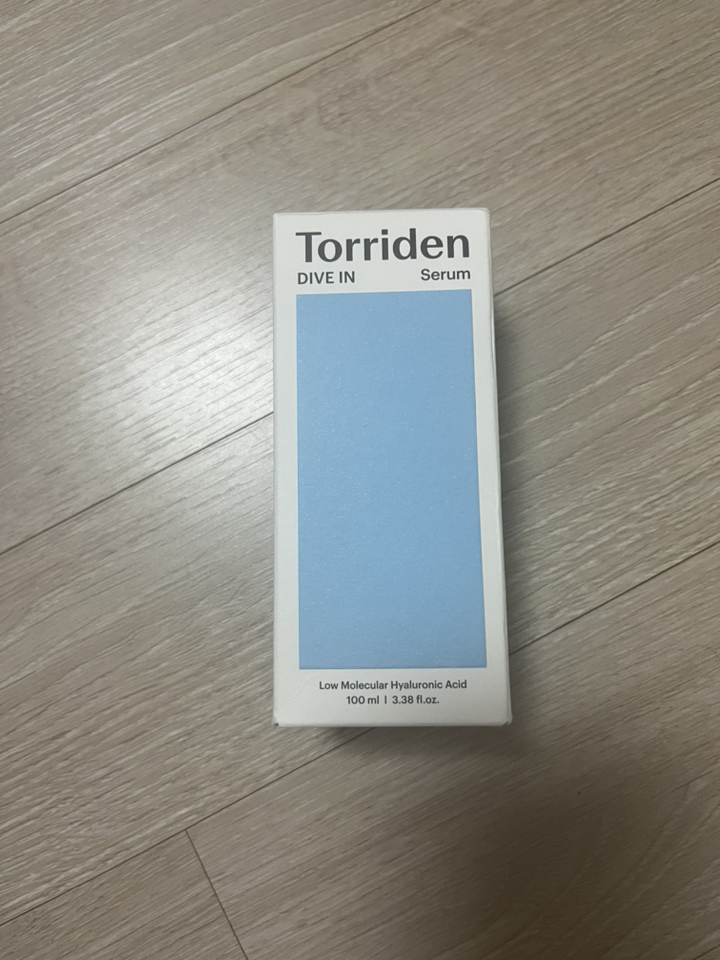 Torriden
DIVE IN Serum
Low Molecular Hyaluronic Acid
100 ml | 3.38 fl.oz.